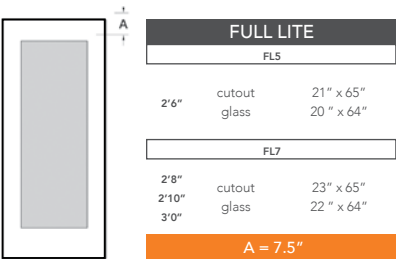 A
FULL LITE
FL5
2'6" cutout 21" x 65"
glass 20 " x 64"
FL7
2'8"
2'10"
3'0"
cutout 23" x 65"
glass 22 " x 64"
A = 7.5"